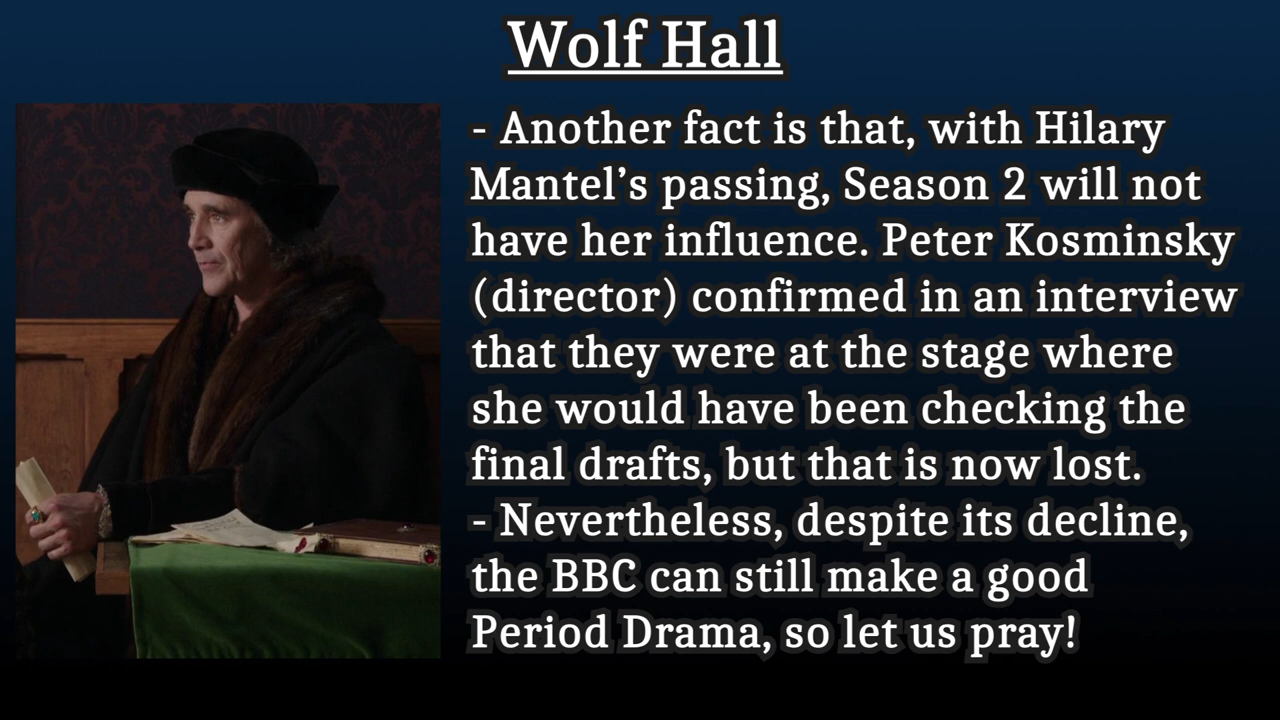 Wolf Hall
- Another fact is that, with Hilary
Mantel’s passing, Season 2 will not
have her influence. Peter Kosminsky
(director) confirmed in an interview
that they were at the stage where
she would have been checking the
final drafts, but that is now lost.
- Nevertheless, despite its decline,
the BBC can still make a good
Period Drama, so let us pray!